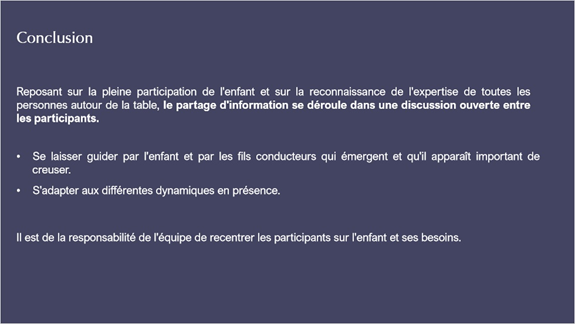 Conclusion
Reposant sur la pleine participation de l'enfant et sur la reconnaissance de l'expertise de toutes les
personnes autour de la table, le partage d'information se déroule dans une discussion ouverte entre
les participants.
• Se laisser guider par l'enfant et par les fils conducteurs qui émergent et qu'il apparaît important de
creuser.
• S'adapter aux différentes dynamiques en présence.
Il est de la responsabilité de l'équipe de recentrer les participants sur l'enfant et ses besoins.